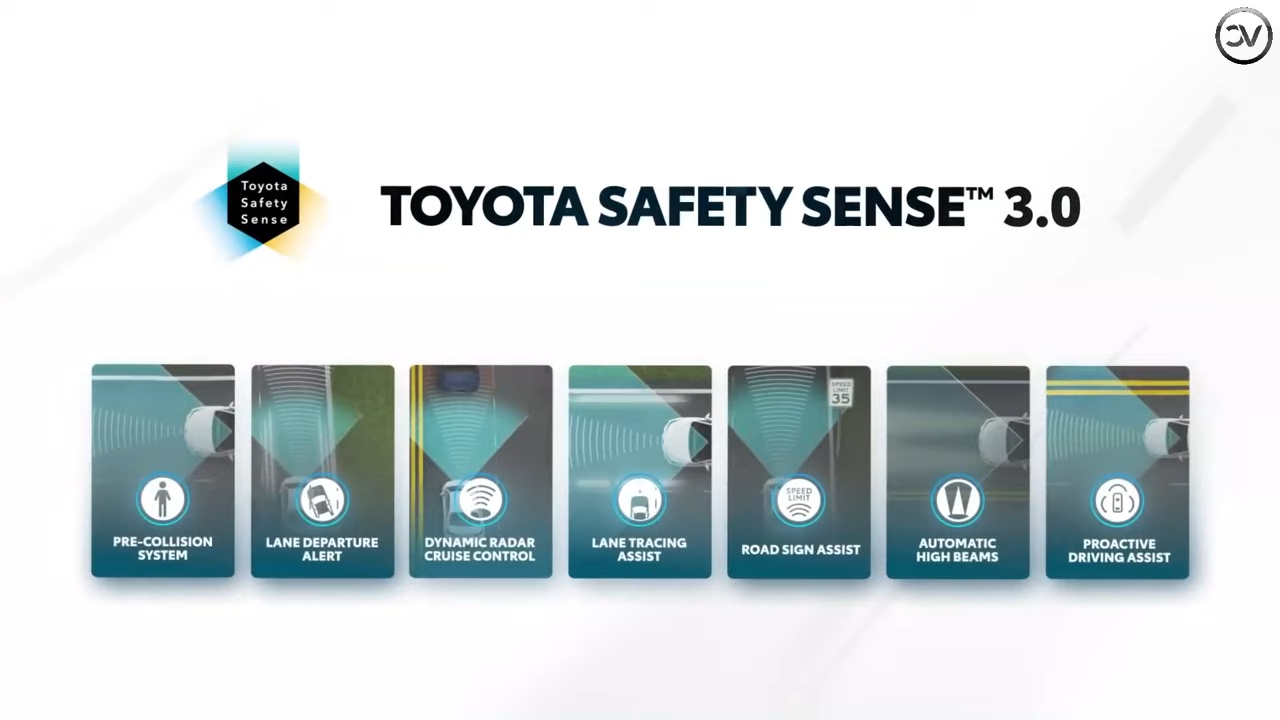 Toyota
Safety
Sense
TOYOTA SAFETY SENSE™ 3.0
SPEED
LIMIT
35
SPEED
LIMIT
PRE-COLLISION
SYSTEM
LANE DEPARTURE
ALERT
DYNAMIC RADAR
CRUISE CONTROL
LANE TRACING
ASSIST
ROAD SIGN ASSIST
AUTOMATIC
HIGH BEAMS
PROACTIVE
DRIVING ASSIST